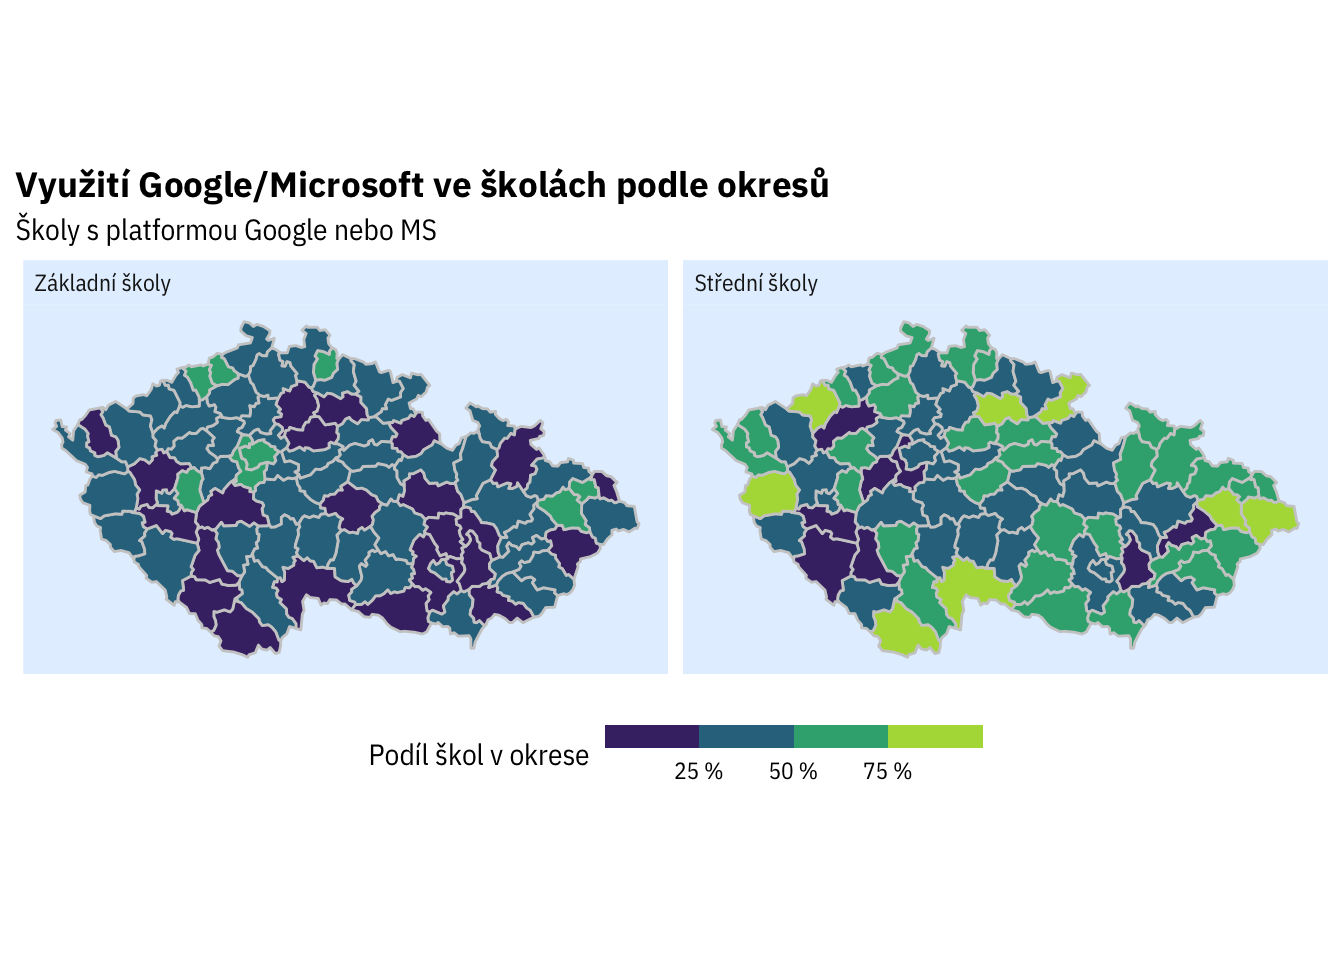 Využití Google/Microsoft ve školách podle okresů
Školy s platformou Google nebo MS
Základní školy
Střední školy
Podíl škol v okrese
25 %
50 %
75 %